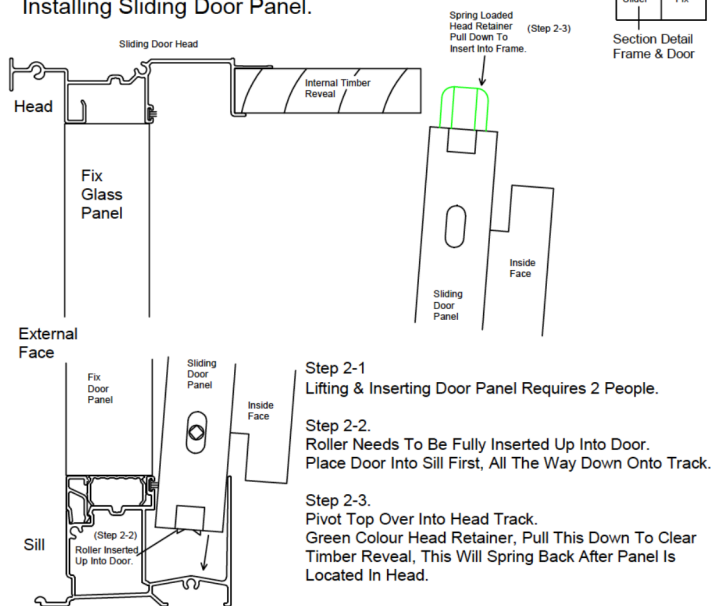 Installing Sliding Door Panel.
Spring Loaded
Head Retainer
Pull Down To
Insert Into Frame.
(Step 2-3)
Slider
Fix
Section Detail
Frame & Door
Sliding Door Head
Internal Timber
Reveal
Head
Fix
Glass
Panel
Inside
Face
Sliding
Door
Panel
External
Face
Fix
Door
Panel
Sliding
Door
Panel
Inside
Face
Sill
(Step 2-2)
Roller Inserted
Up Into Door.
Step 2-1
Lifting & Inserting Door Panel Requires 2 People.
Step 2-2.
Roller Needs To Be Fully Inserted Up Into Door.
Place Door Into Sill First, All The Way Down Onto Track.
Step 2-3.
Pivot Top Over Into Head Track.
Green Colour Head Retainer, Pull This Down To Clear
Timber Reveal, This Will Spring Back After Panel Is
Located In Head.